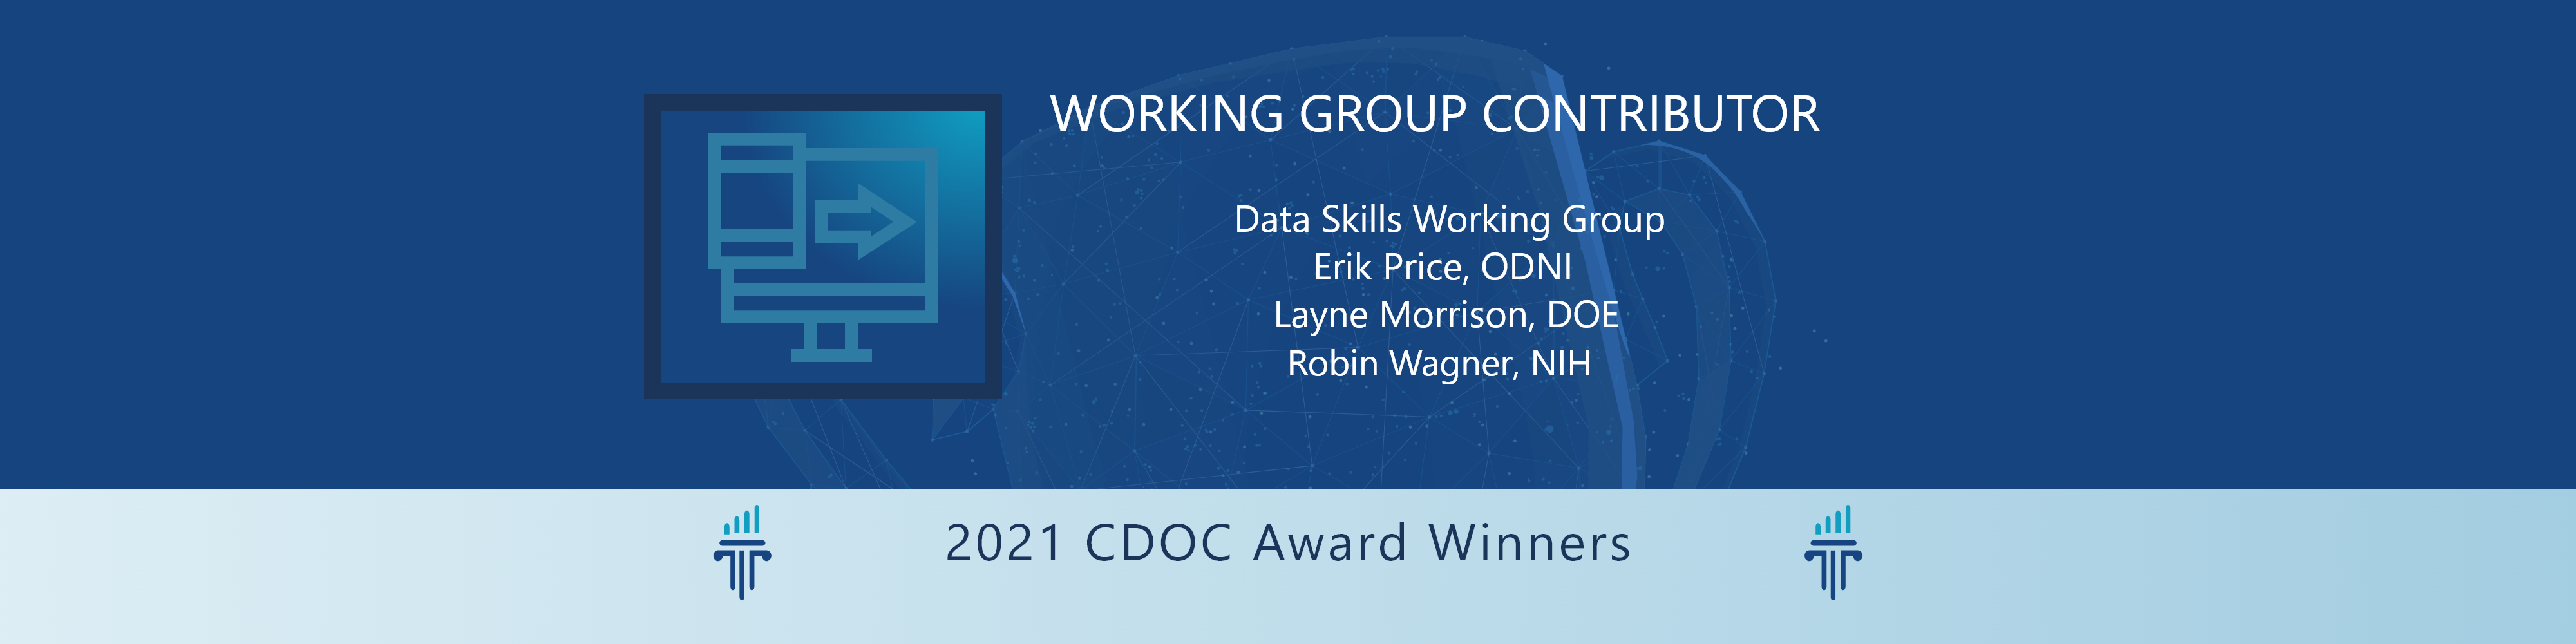 WORKING GROUP CONTRIBUTOR
Data Skills Working Group
Erik Price, ODNI
Layne Morrison, DOE
Robin Wagner, NIH
2021 CDOC Award Winners